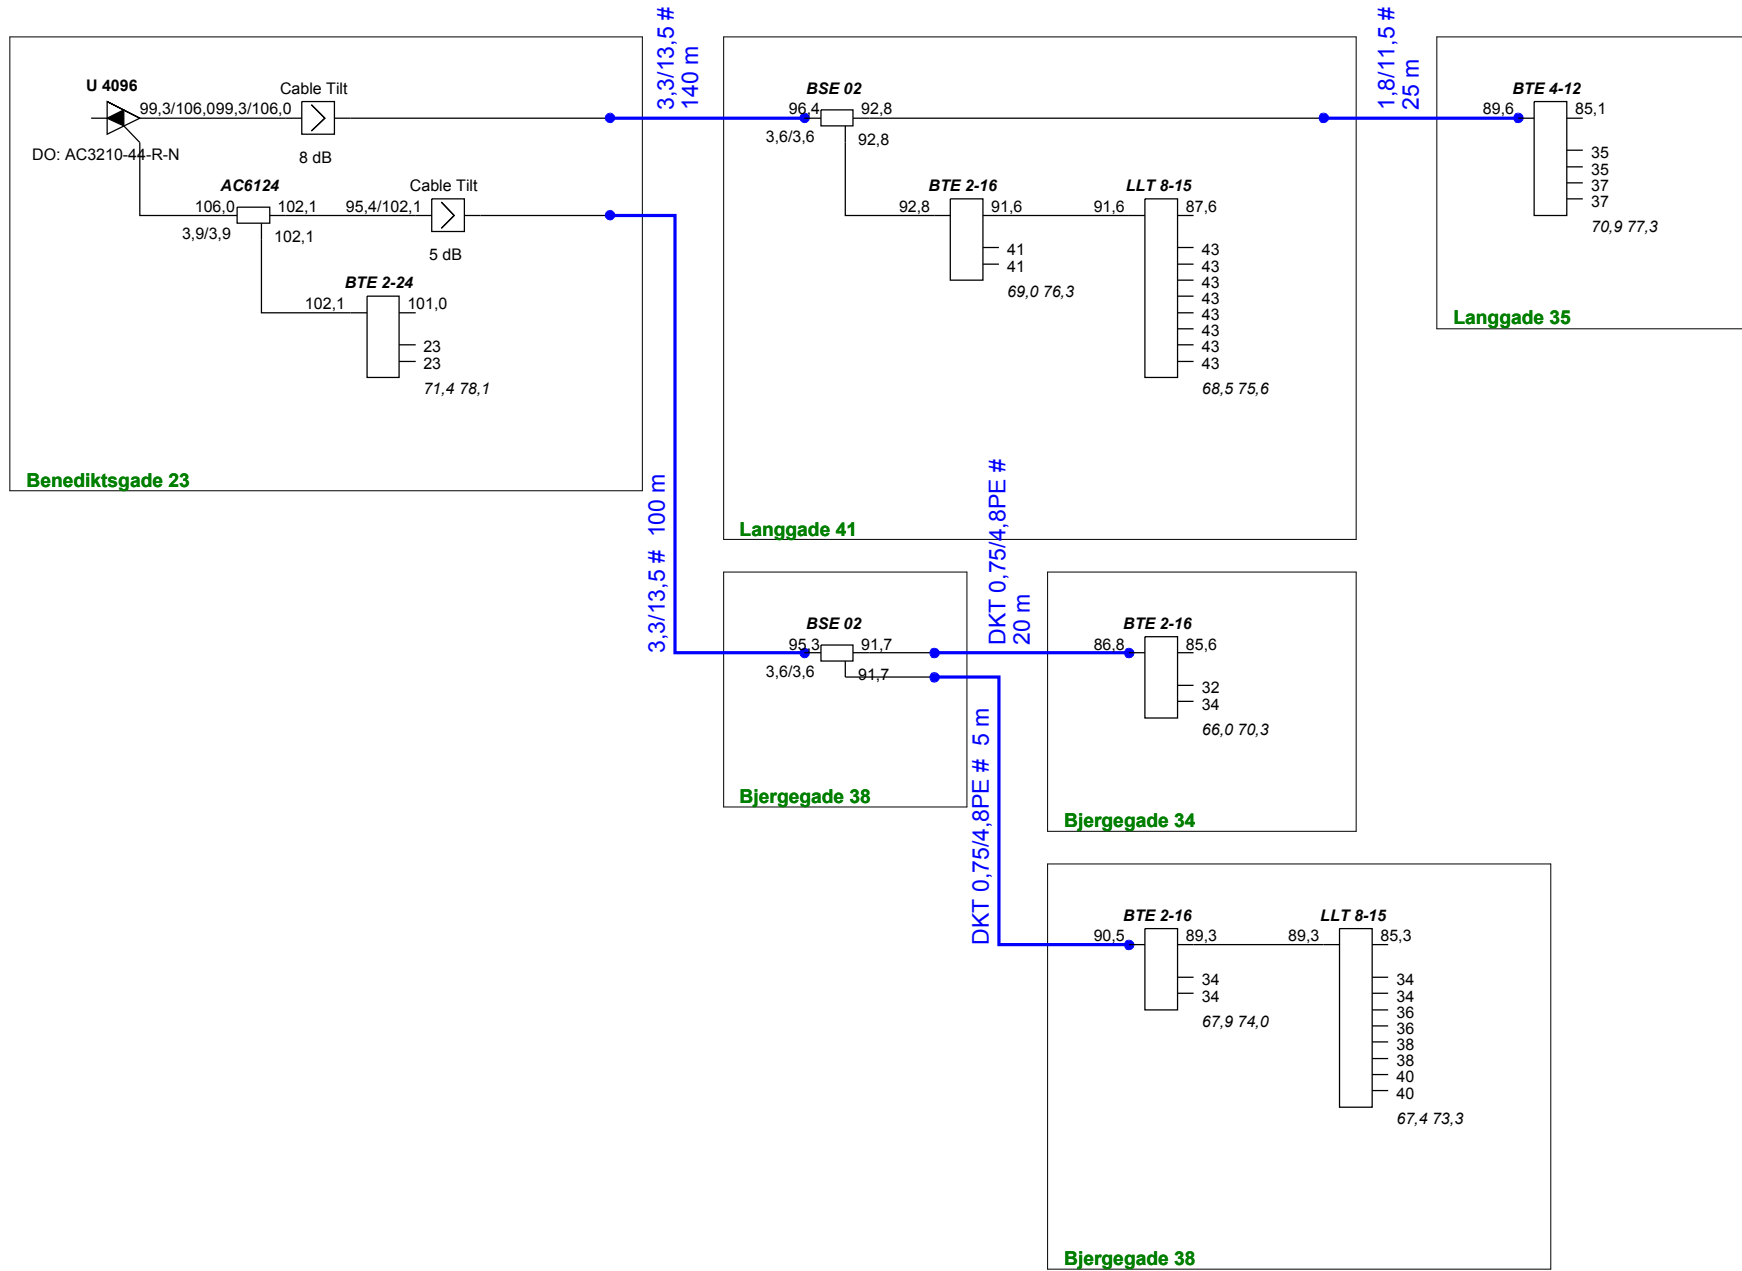 U 4096
99,3/106,099,3/106,0
Cable Tilt
8 dB
DO: AC3210-44-R-N
AC6124
106,0
102,1
3,9/3,9
102,1
95,4/102,1
Cable Tilt
5 dB
BTE 2-24
102,1
101,0
23
23
71,4 78,1
Benediktsgade 23
3,3/13,5 #
140 m
BSE 02
96,4
92,8
3,6/3,6
92,8
BTE 2-16
92,8
91,6
41
41
69,0 76,3
LLT 8-15
91,6
87,6
43
43
43
43
43
43
43
43
68,5 75,6
Langgade 41
1,8/11,5 #
25 m
BTE 4-12
89,6
85,1
35
35
37
37
70,9 77,3
Langgade 35
3,3/13,5 # 100 m
BSE 02
95,3
91,7
3,6/3,6
91,7
Bjergegade 38
DKT 0,75/4,8PE #
20 m
BTE 2-16
86,8
85,6
32
34
66,0 70,3
Bjergegade 34
DKT 0,75/4,8PE # 5 m
BTE 2-16
90,5
89,3
34
34
67,9 74,0
LLT 8-15
89,3
85,3
34
34
36
36
38
38
40
40
67,4 73,3
Bjergegade 38